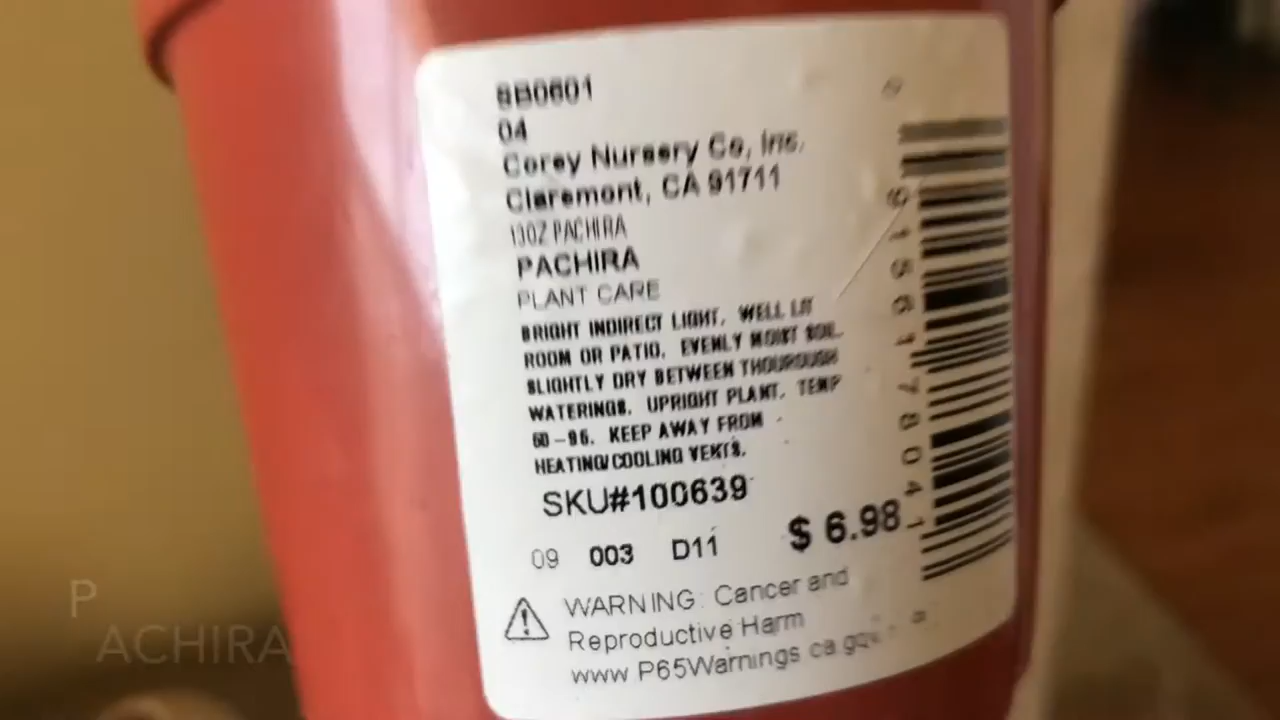 8B0601
04
Corey Nursery Co, Inc.
Claremont, CA 91711
13OZ PACHIRA
PACHIRA
PLANT CARE
BRIGHT INDIRECT LIGHT. WELL LIT
ROOM OR PATIO. EVENLY MOIST SOIL.
SLIGHTLY DRY BETWEEN THOUROUGH
WATERINGS. UPRIGHT PLANT. TEMP
60-95. KEEP AWAY FROM
HEATING/COOLING VENTS.
SKU#100639
09 003 D11 $ 6.98
WARNING: Cancer and
Reproductive Harm
www P65Warnings ca.gov
P
ACHIRA